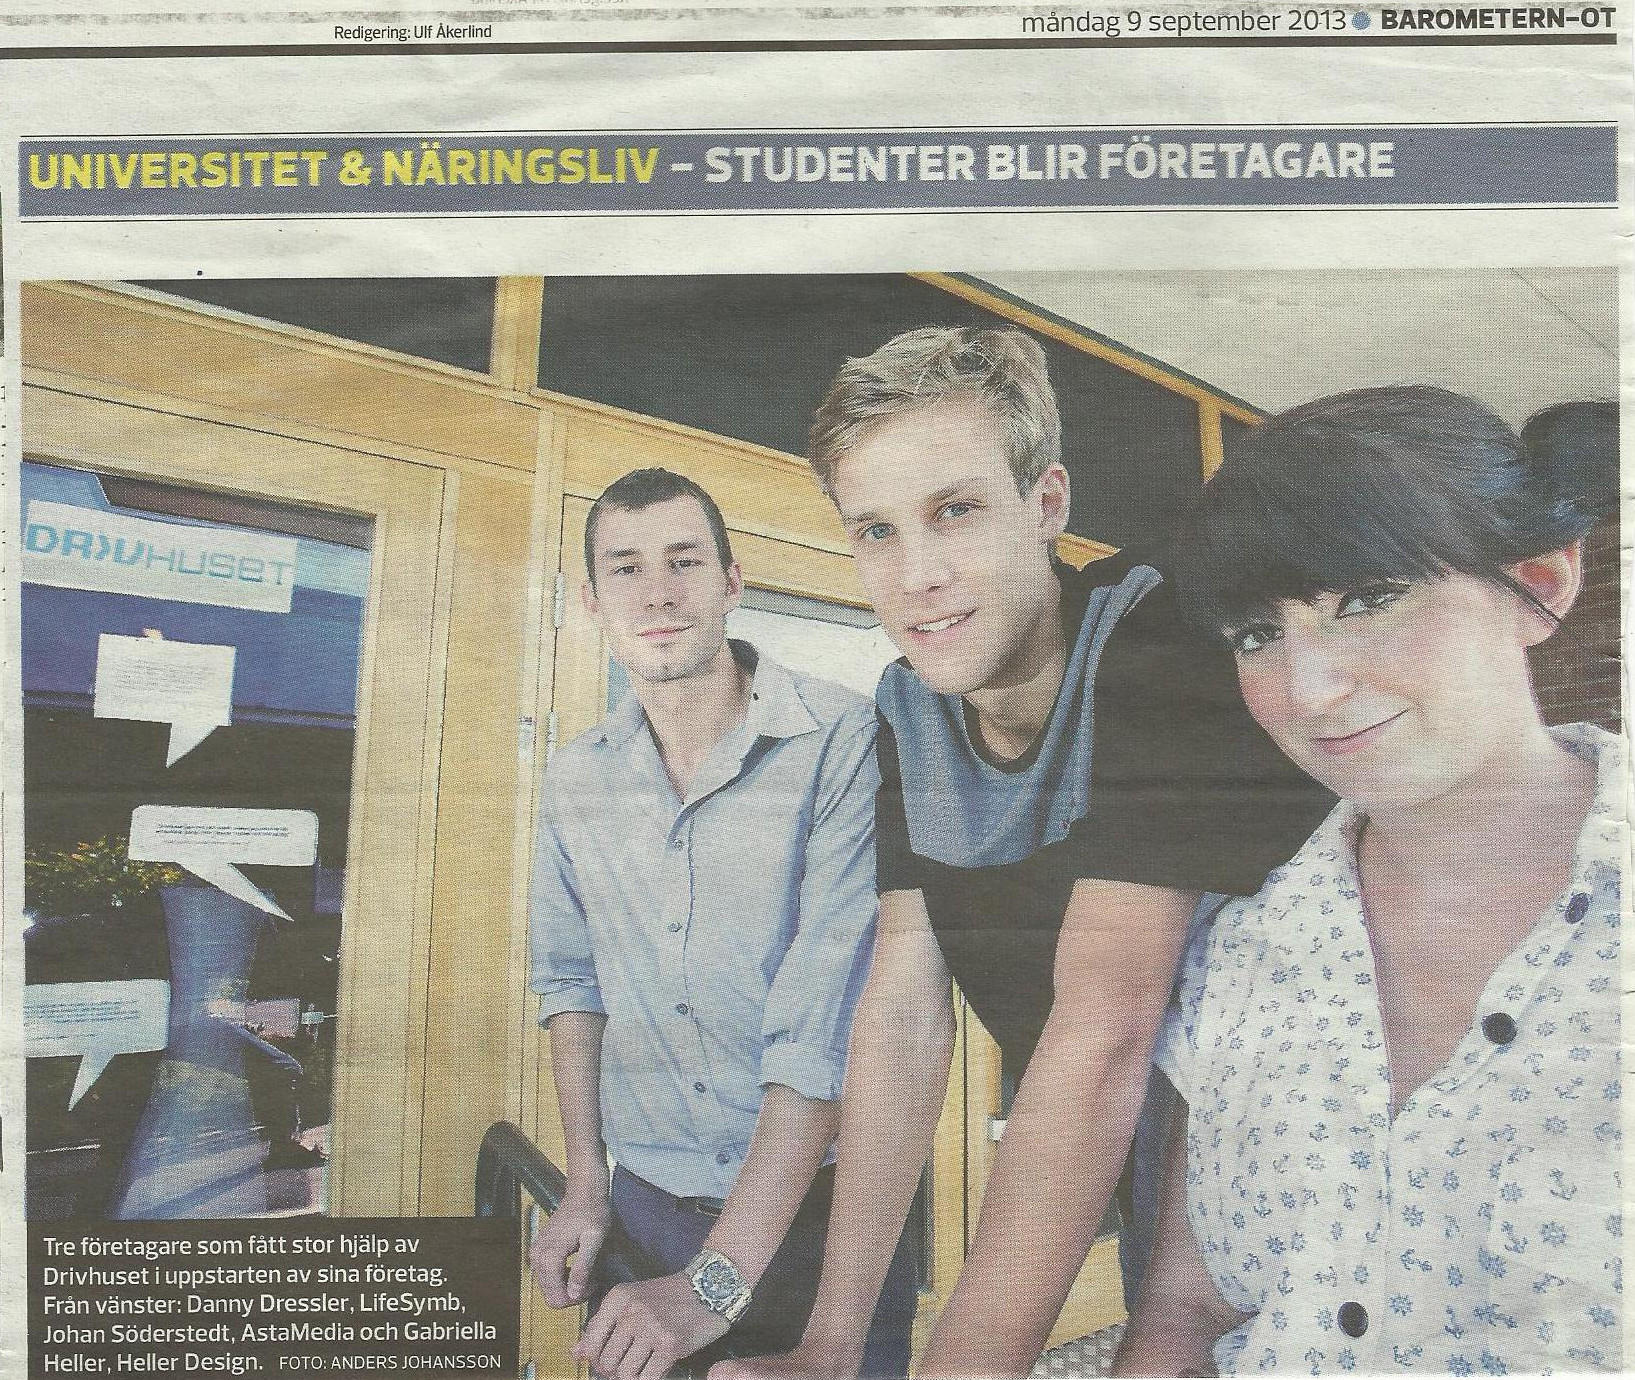 Redigering: Ulf Åkerlind
måndag 9 september 2013 ● BAROMETERN-OT
UNIVERSITET & NÄRINGSLIV – STUDENTER BLIR FÖRETAGARE
DRIVHUSET
Tre företagare som fått stor hjälp av
Drivhuset i uppstarten av sina företag.
Från vänster: Danny Dressler, LifeSymb,
Johan Söderstedt, AstaMedia och Gabriella
Heller, Heller Design. FOTO: ANDERS JOHANSSON